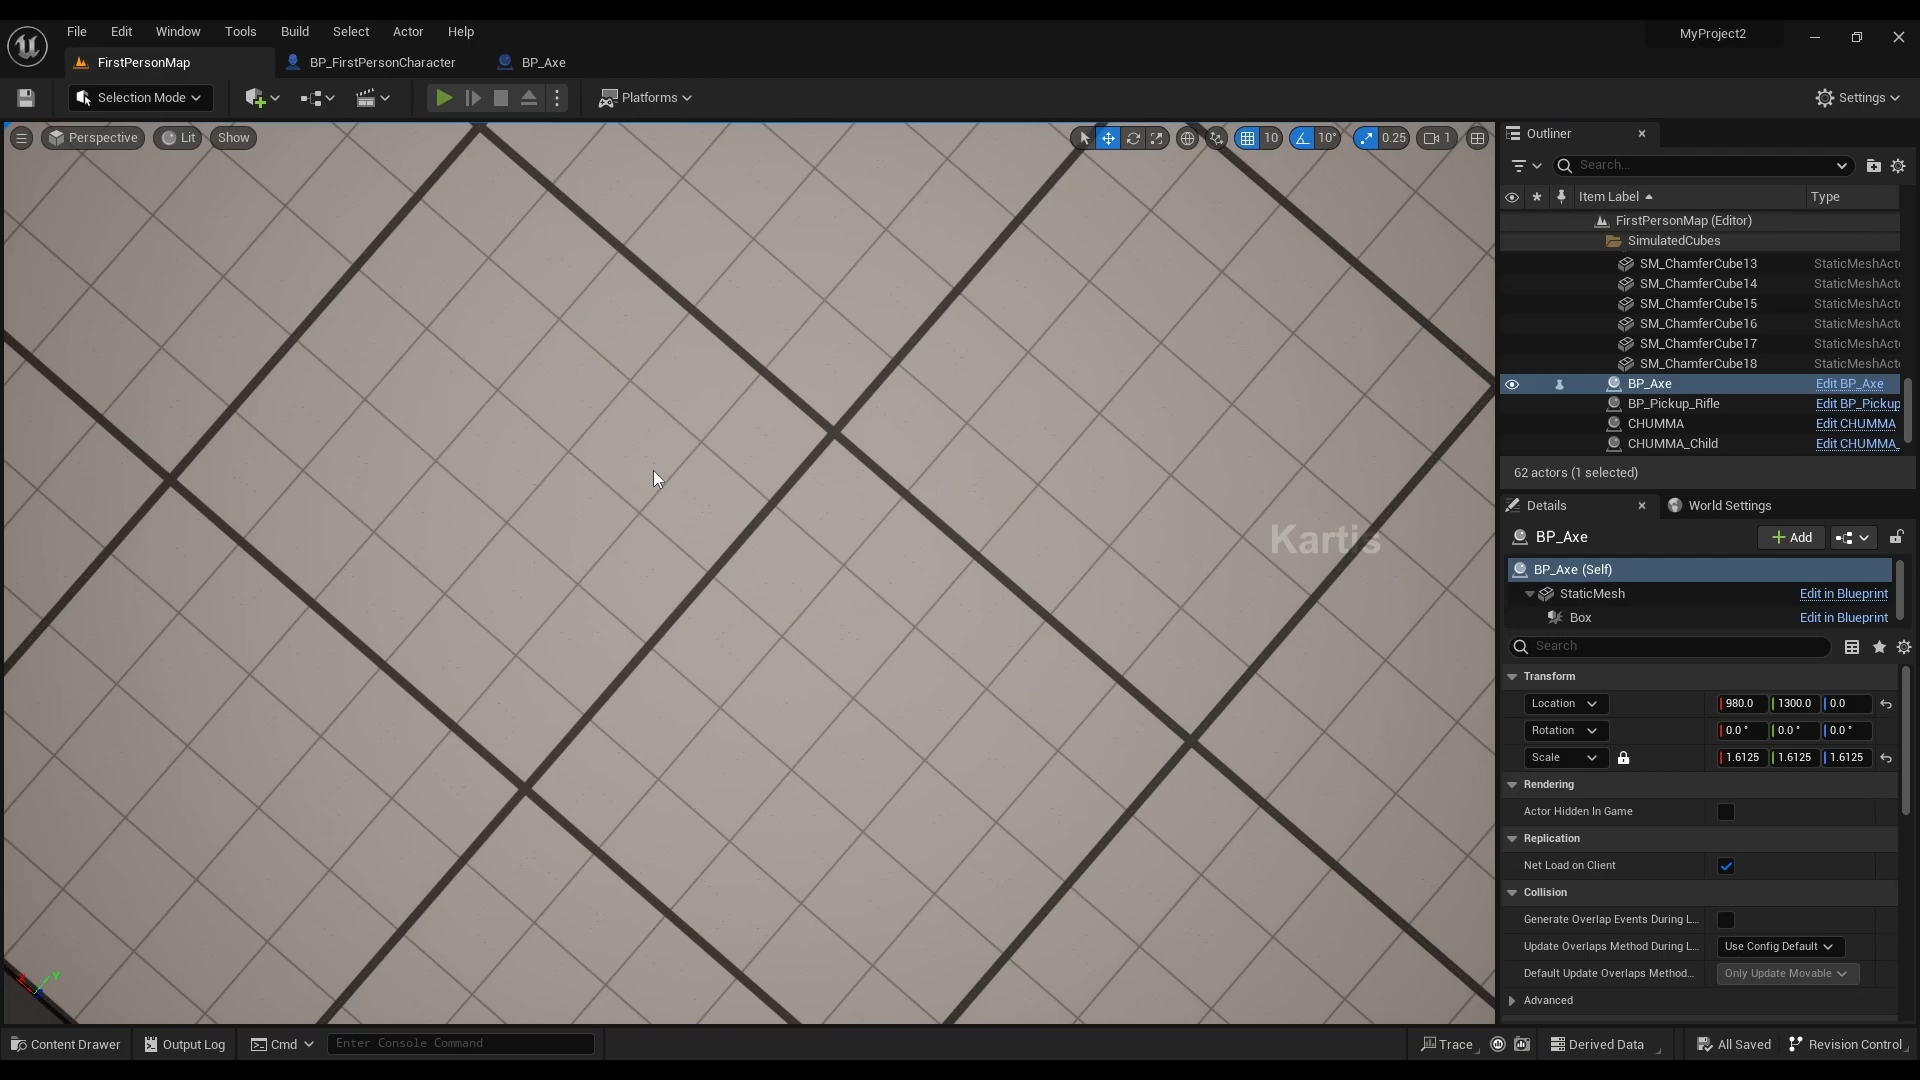 File Edit Window Tools Build Select Actor Help
MyProject2
FirstPersonMap BP_FirstPersonCharacter BP_Axe
Selection Mode Platforms Settings
Perspective Lit Show 10 10° 0.25 1
Outliner
Search...
Item Label Type
FirstPersonMap (Editor)
SimulatedCubes
SM_ChamferCube13 StaticMeshAct
SM_ChamferCube14 StaticMeshAct
SM_ChamferCube15 StaticMeshAct
SM_ChamferCube16 StaticMeshAct
SM_ChamferCube17 StaticMeshAct
SM_ChamferCube18 StaticMeshAct
BP_Axe Edit BP_Axe
BP_Pickup_Rifle Edit BP_Pickup
CHUMMA Edit CHUMMA
CHUMMA_Child Edit CHUMMA_
62 actors (1 selected)
Details World Settings
BP_Axe Add
BP_Axe (Self)
StaticMesh Edit in Blueprint
Box Edit in Blueprint
Search
Transform
Location 980.0 1300.0 0.0
Rotation 0.0 ° 0.0 ° 0.0 °
Scale 1.6125 1.6125 1.6125
Rendering
Actor Hidden In Game
Replication
Net Load on Client
Collision
Generate Overlap Events During L...
Update Overlaps Method During L... Use Config Default
Default Update Overlaps Method... Only Update Movable
Advanced
Kartis
X Y
Content Drawer Output Log Cmd Enter Console Command Trace Derived Data All Saved Revision Control